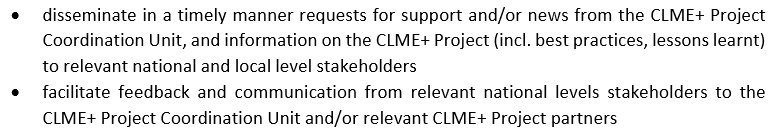 • disseminate in a timely manner requests for support and/or news from the CLME+ Project
Coordination Unit, and information on the CLME+ Project (incl. best practices, lessons learnt)
to relevant national and local level stakeholders
• facilitate feedback and communication from relevant national levels stakeholders to the
CLME+ Project Coordination Unit and/or relevant CLME+ Project partners